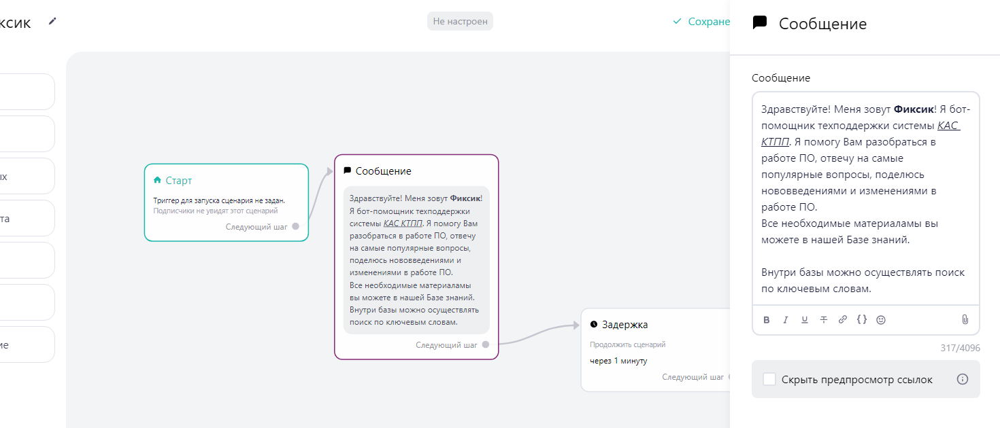 ксик
Не настроен
Сохране
Сообщение
ых
та
ие
Старт
Триггер для запуска сценария не задан.
Подписчики не увидят этот сценарий
Следующий шаг
Сообщение
Здравствуйте! Меня зовут Фиксик!
Я бот-помощник техподдержки
системы КАС КТПП. Я помогу Вам
разобраться в работе ПО, отвечу
на самые популярные вопросы,
поделюсь нововведениями и
изменениями в работе ПО.
Все необходимые материаламы
вы можете в нашей Базе знаний.
Внутри базы можно осуществлять
поиск по ключевым словам.
Следующий шаг
Задержка
Продолжить сценарий
через 1 минуту
Следующий шаг
Сообщение
Здравствуйте! Меня зовут Фиксик! Я бот-
помощник техподдержки системы КАС
КТПП. Я помогу Вам разобраться в
работе ПО, отвечу на самые
популярные вопросы, поделюсь
нововведениями и изменениями в
работе ПО.
Все необходимые материаламы вы
можете в нашей Базе знаний.
Внутри базы можно осуществлять поиск
по ключевым словам.
B I U T {}
317/4096
Скрыть предпросмотр ссылок